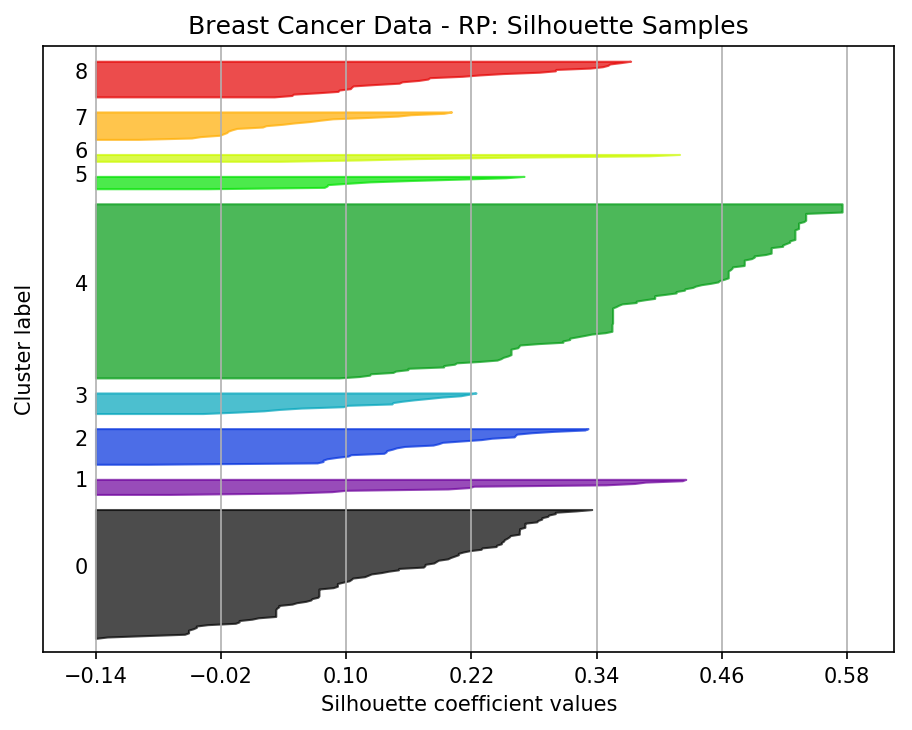 Breast Cancer Data - RP: Silhouette Samples
8
7
6
5
4
3
2
1
0
Cluster label
−0.14 −0.02 0.10 0.22 0.34 0.46 0.58
Silhouette coefficient values